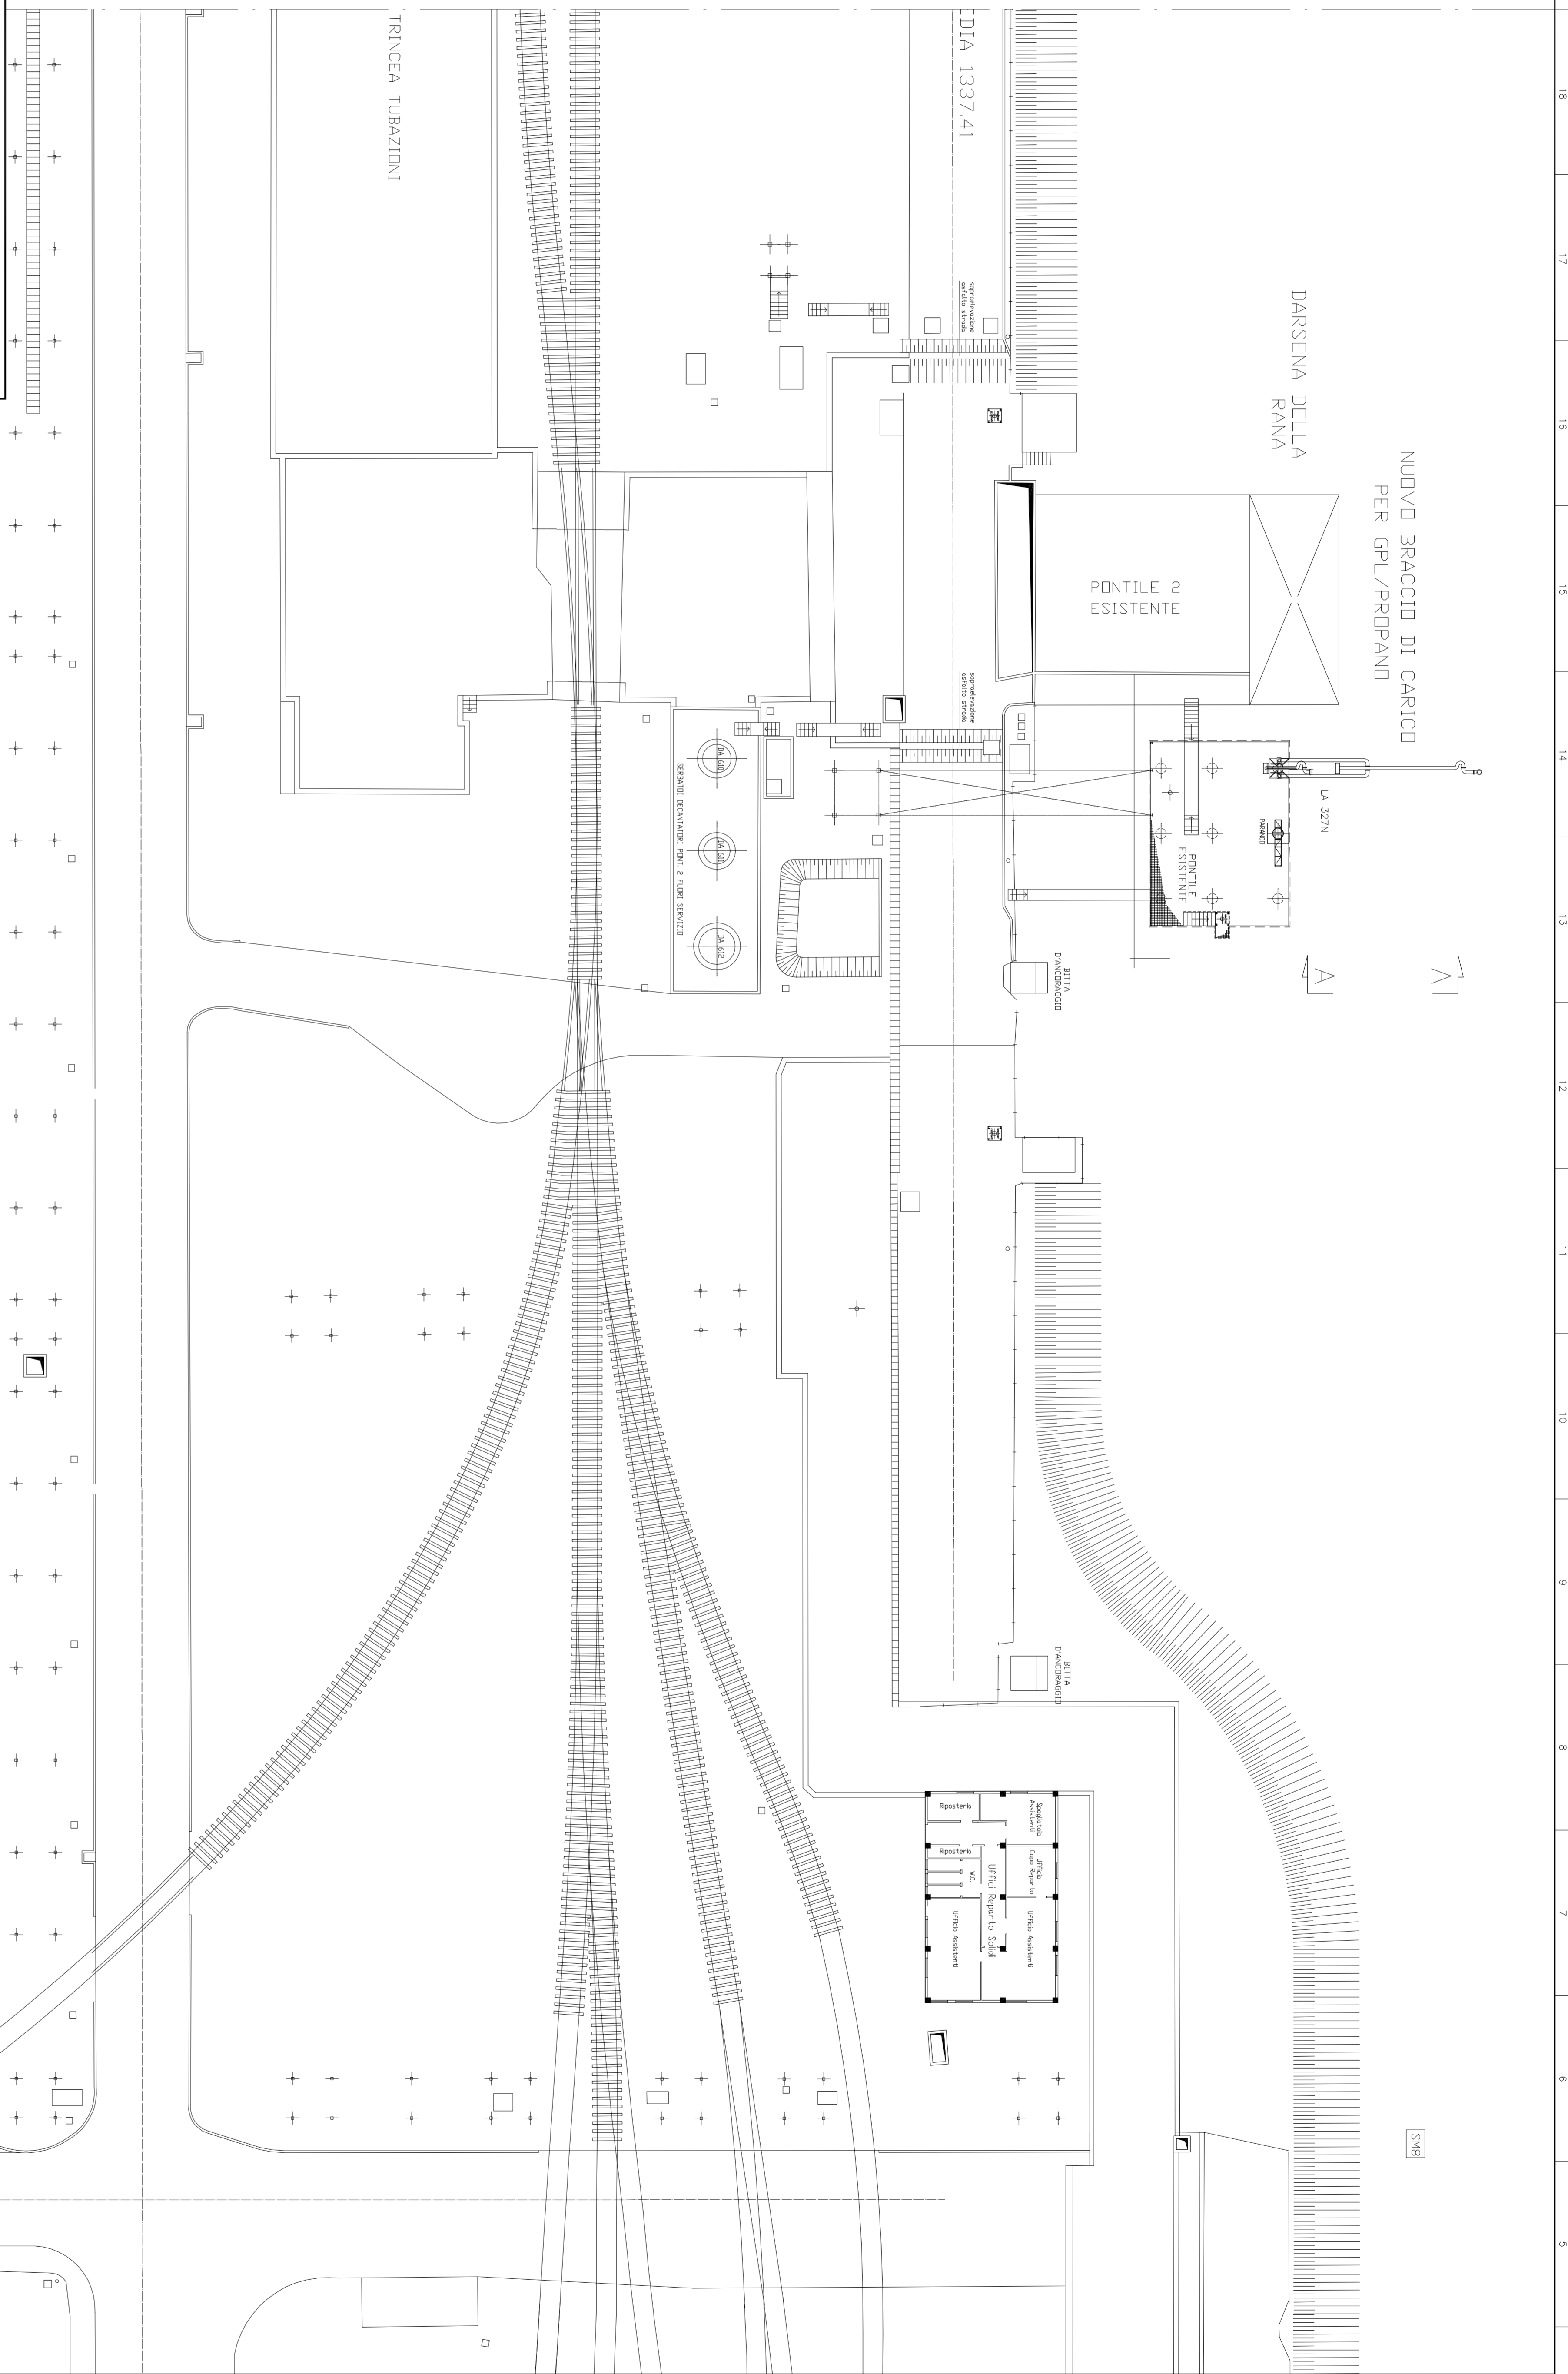 18
17
16
15
14
13
12
11
10
9
8
7
6
5
NUOVO BRACCIO DI CARICO
PER GPL/PROPANO
DARSENA DELLA
RANA
PONTILE 2
ESISTENTE
LA 327N
PARANCO
PONTILE
ESISTENTE
A
A
BITTA
D'ANCORAGGIO
BITTA
D'ANCORAGGIO
SM8
DIA 1337.41
sopraelevazione
asfalto strada
sopraelevazione
asfalto strada
TRINCEA TUBAZIONI
DA 610
DA 611
DA 612
SERBATOI DECANTATORI PONT. 2 FUORI SERVIZIO
Spogliatoio
Assistenti
Riposteria
Ufficio
Capo Reparto
Riposteria
W.C.
Uffici Reparto Solidi
Ufficio Assistenti
Ufficio Assistenti